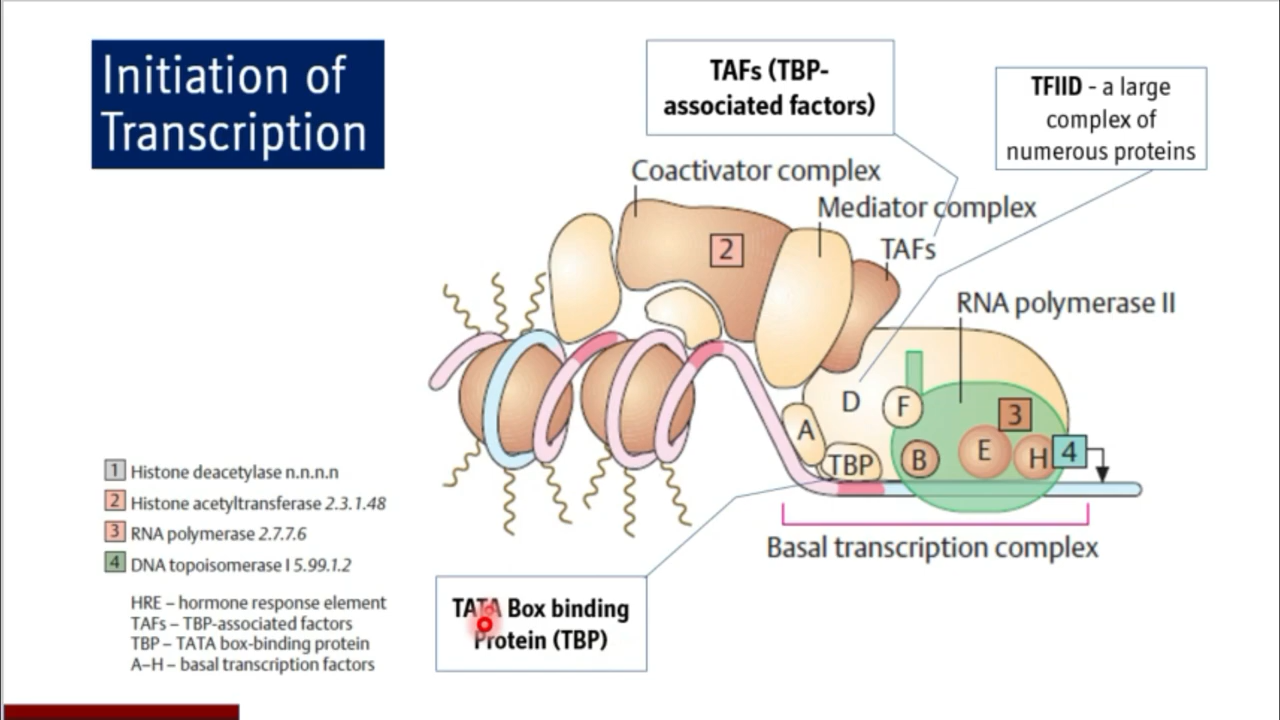 Initiation of
Transcription
TAFs (TBP-
associated factors)
TFIID - a large
complex of
numerous proteins
Coactivator complex
Mediator complex
TAFs
RNA polymerase II
2
D
F
3
A
TBP
B
E
H
4
Basal transcription complex
1 Histone deacetylase n.n.n.n
2 Histone acetyltransferase 2.3.1.48
3 RNA polymerase 2.7.7.6
4 DNA topoisomerase I 5.99.1.2
HRE – hormone response element
TAFs – TBP-associated factors
TBP – TATA box-binding protein
A–H – basal transcription factors
TATA Box binding
Protein (TBP)